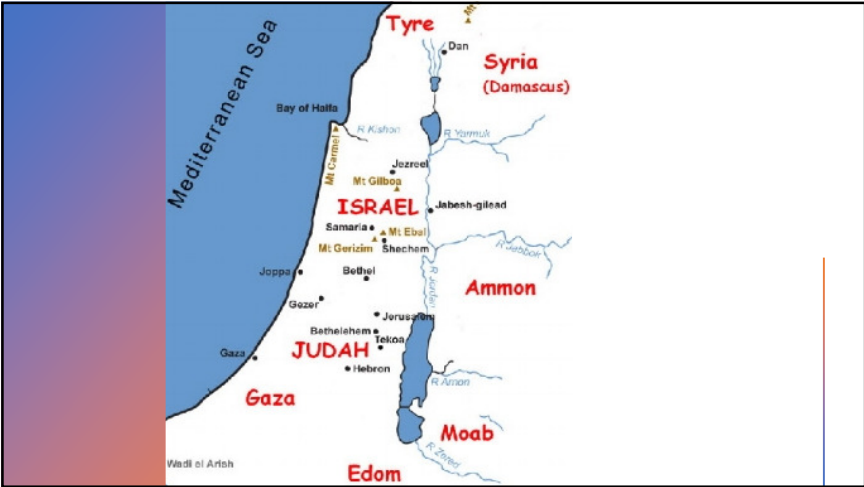 Tyre
Mt
Dan
Syria
(Damascus)
Mediterranean Sea
Bay of Haifa
R Kishon
R Yarmuk
Mt Carmel
Jezreel
Mt Gilboa
ISRAEL
Jabesh-gilead
Samaria
Mt Ebal
Mt Gerizim
Shechem
R Jabbok
Joppa
Bethel
R Jordan
Ammon
Gezer
Jerusalem
Bethelehem
Tekoa
JUDAH
Gaza
Hebron
R Arnon
Gaza
Moab
R Zered
Wadi el Arish
Edom